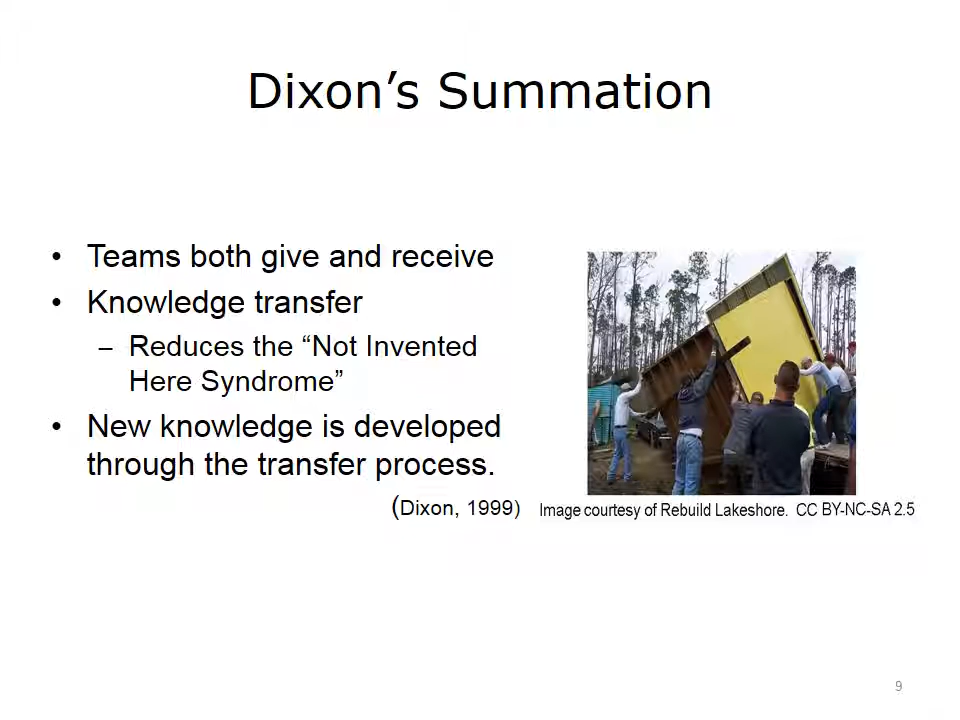 Dixon’s Summation
• Teams both give and receive
• Knowledge transfer
– Reduces the “Not Invented
Here Syndrome”
• New knowledge is developed
through the transfer process.
(Dixon, 1999)
Image courtesy of Rebuild Lakeshore. CC BY-NC-SA 2.5
9